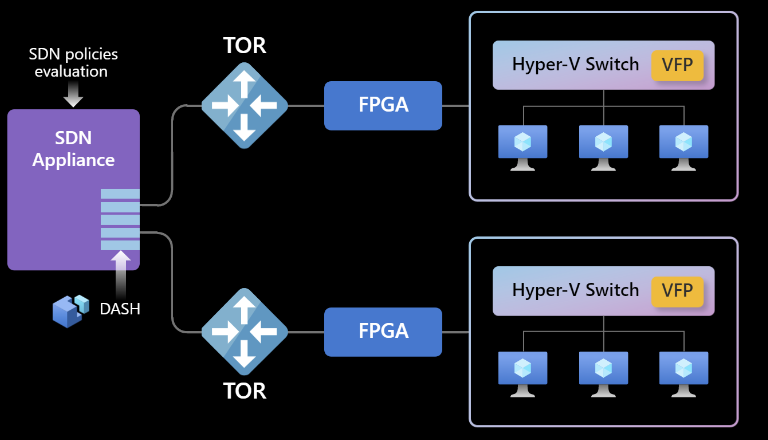 SDN policies
evaluation
SDN
Appliance
DASH
TOR
FPGA
Hyper-V Switch
VFP
TOR
FPGA
Hyper-V Switch
VFP